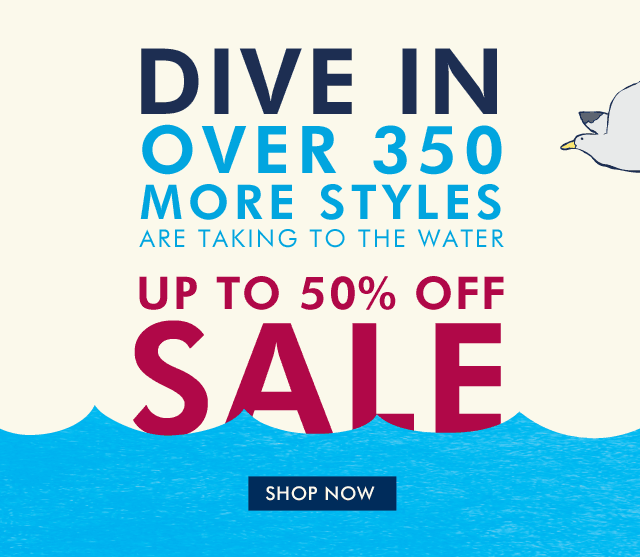 DIVE IN
OVER 350
MORE STYLES
ARE TAKING TO THE WATER
UP TO 50% OFF
SALE
SHOP NOW